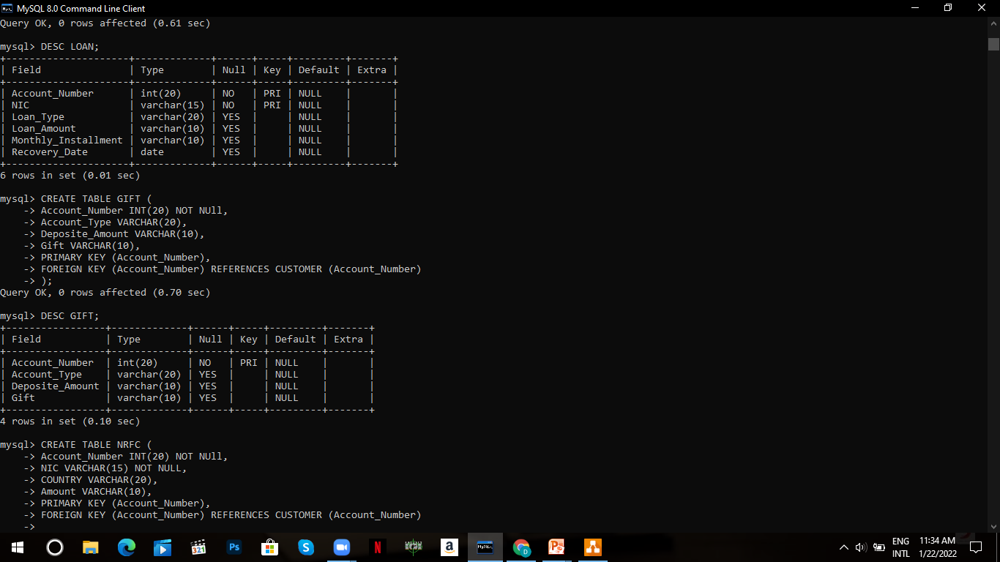 MySQL 8.0 Command Line Client
Query OK, 0 rows affected (0.61 sec)
mysql> DESC LOAN;
+---------------------+-------------+------+-----+---------+-------+
| Field               | Type        | Null | Key | Default | Extra |
+---------------------+-------------+------+-----+---------+-------+
| Account_Number      | int(20)     | NO   | PRI | NULL    |       |
| NIC                 | varchar(15) | NO   | PRI | NULL    |       |
| Loan_Type           | varchar(20) | YES  |     | NULL    |       |
| Loan_Amount         | varchar(10) | YES  |     | NULL    |       |
| Monthly_Installment | varchar(10) | YES  |     | NULL    |       |
| Recovery_Date       | date        | YES  |     | NULL    |       |
+---------------------+-------------+------+-----+---------+-------+
6 rows in set (0.01 sec)
mysql> CREATE TABLE GIFT (
    -> Account_Number INT(20) NOT NUll,
    -> Account_Type VARCHAR(20),
    -> Deposite_Amount VARCHAR(10),
    -> Gift VARCHAR(10),
    -> PRIMARY KEY (Account_Number),
    -> FOREIGN KEY (Account_Number) REFERENCES CUSTOMER (Account_Number)
    -> );
Query OK, 0 rows affected (0.70 sec)
mysql> DESC GIFT;
+-----------------+-------------+------+-----+---------+-------+
| Field           | Type        | Null | Key | Default | Extra |
+-----------------+-------------+------+-----+---------+-------+
| Account_Number  | int(20)     | NO   | PRI | NULL    |       |
| Account_Type    | varchar(20) | YES  |     | NULL    |       |
| Deposite_Amount | varchar(10) | YES  |     | NULL    |       |
| Gift            | varchar(10) | YES  |     | NULL    |       |
+-----------------+-------------+------+-----+---------+-------+
4 rows in set (0.10 sec)
mysql> CREATE TABLE NRFC (
    -> Account_Number INT(20) NOT NUll,
    -> NIC VARCHAR(15) NOT NULL,
    -> COUNTRY VARCHAR(20),
    -> Amount VARCHAR(10),
    -> PRIMARY KEY (Account_Number),
    -> FOREIGN KEY (Account_Number) REFERENCES CUSTOMER (Account_Number)
    ->
321 Ps S N a MySQL D P
ENG 11:34 AM
INTL 1/22/2022